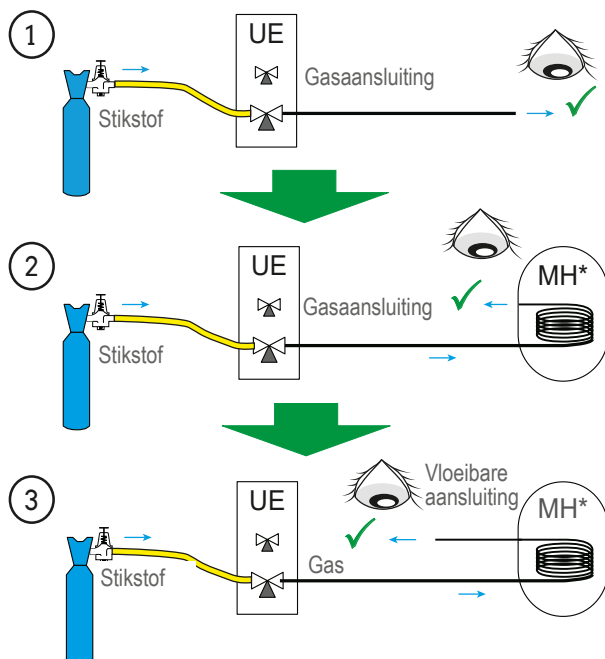 1
UE
Gasaansluiting
Stikstof
2
UE
MH*
Gasaansluiting
Stikstof
3
UE
Vloeibare
aansluiting
MH*
Stikstof
Gas